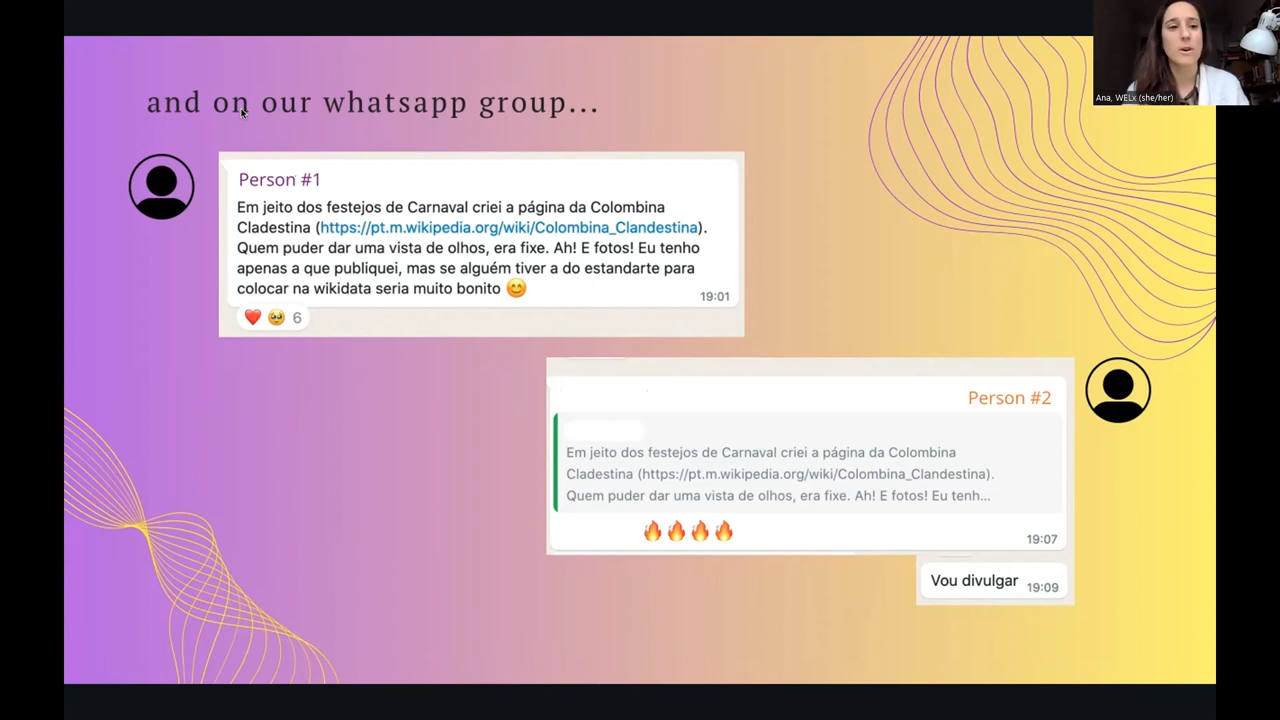 Ana, WELx (she/her)
and on our whatsapp group...
Person #1
Em jeito dos festejos de Carnaval criei a página da Colombina
Cladestina (https://pt.m.wikipedia.org/wiki/Colombina_Clandestina).
Quem puder dar uma vista de olhos, era fixe. Ah! E fotos! Eu tenho
apenas a que publiquei, mas se alguém tiver a do estandarte para
colocar na wikidata seria muito bonito 😊
19:01
❤️ 🥹 6
Person #2
Em jeito dos festejos de Carnaval criei a página da Colombina
Cladestina (https://pt.m.wikipedia.org/wiki/Colombina_Clandestina).
Quem puder dar uma vista de olhos, era fixe. Ah! E fotos! Eu tenh...
🔥🔥🔥🔥
19:07
Vou divulgar 19:09